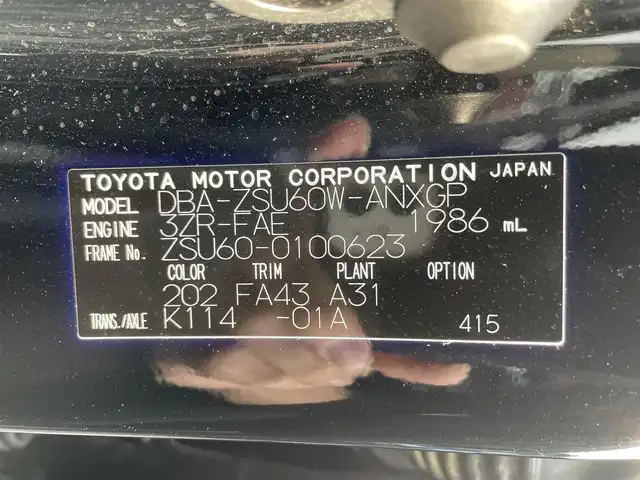 TOYOTA MOTOR CORPORATION JAPAN
MODEL DBA-ZSU60W-ANXGP
ENGINE 3ZR-FAE 1986 mL
FRAME No. ZSU60-0100623
COLOR TRIM PLANT OPTION
202 FA43 A31
TRANS./AXLE K114 -01A 415